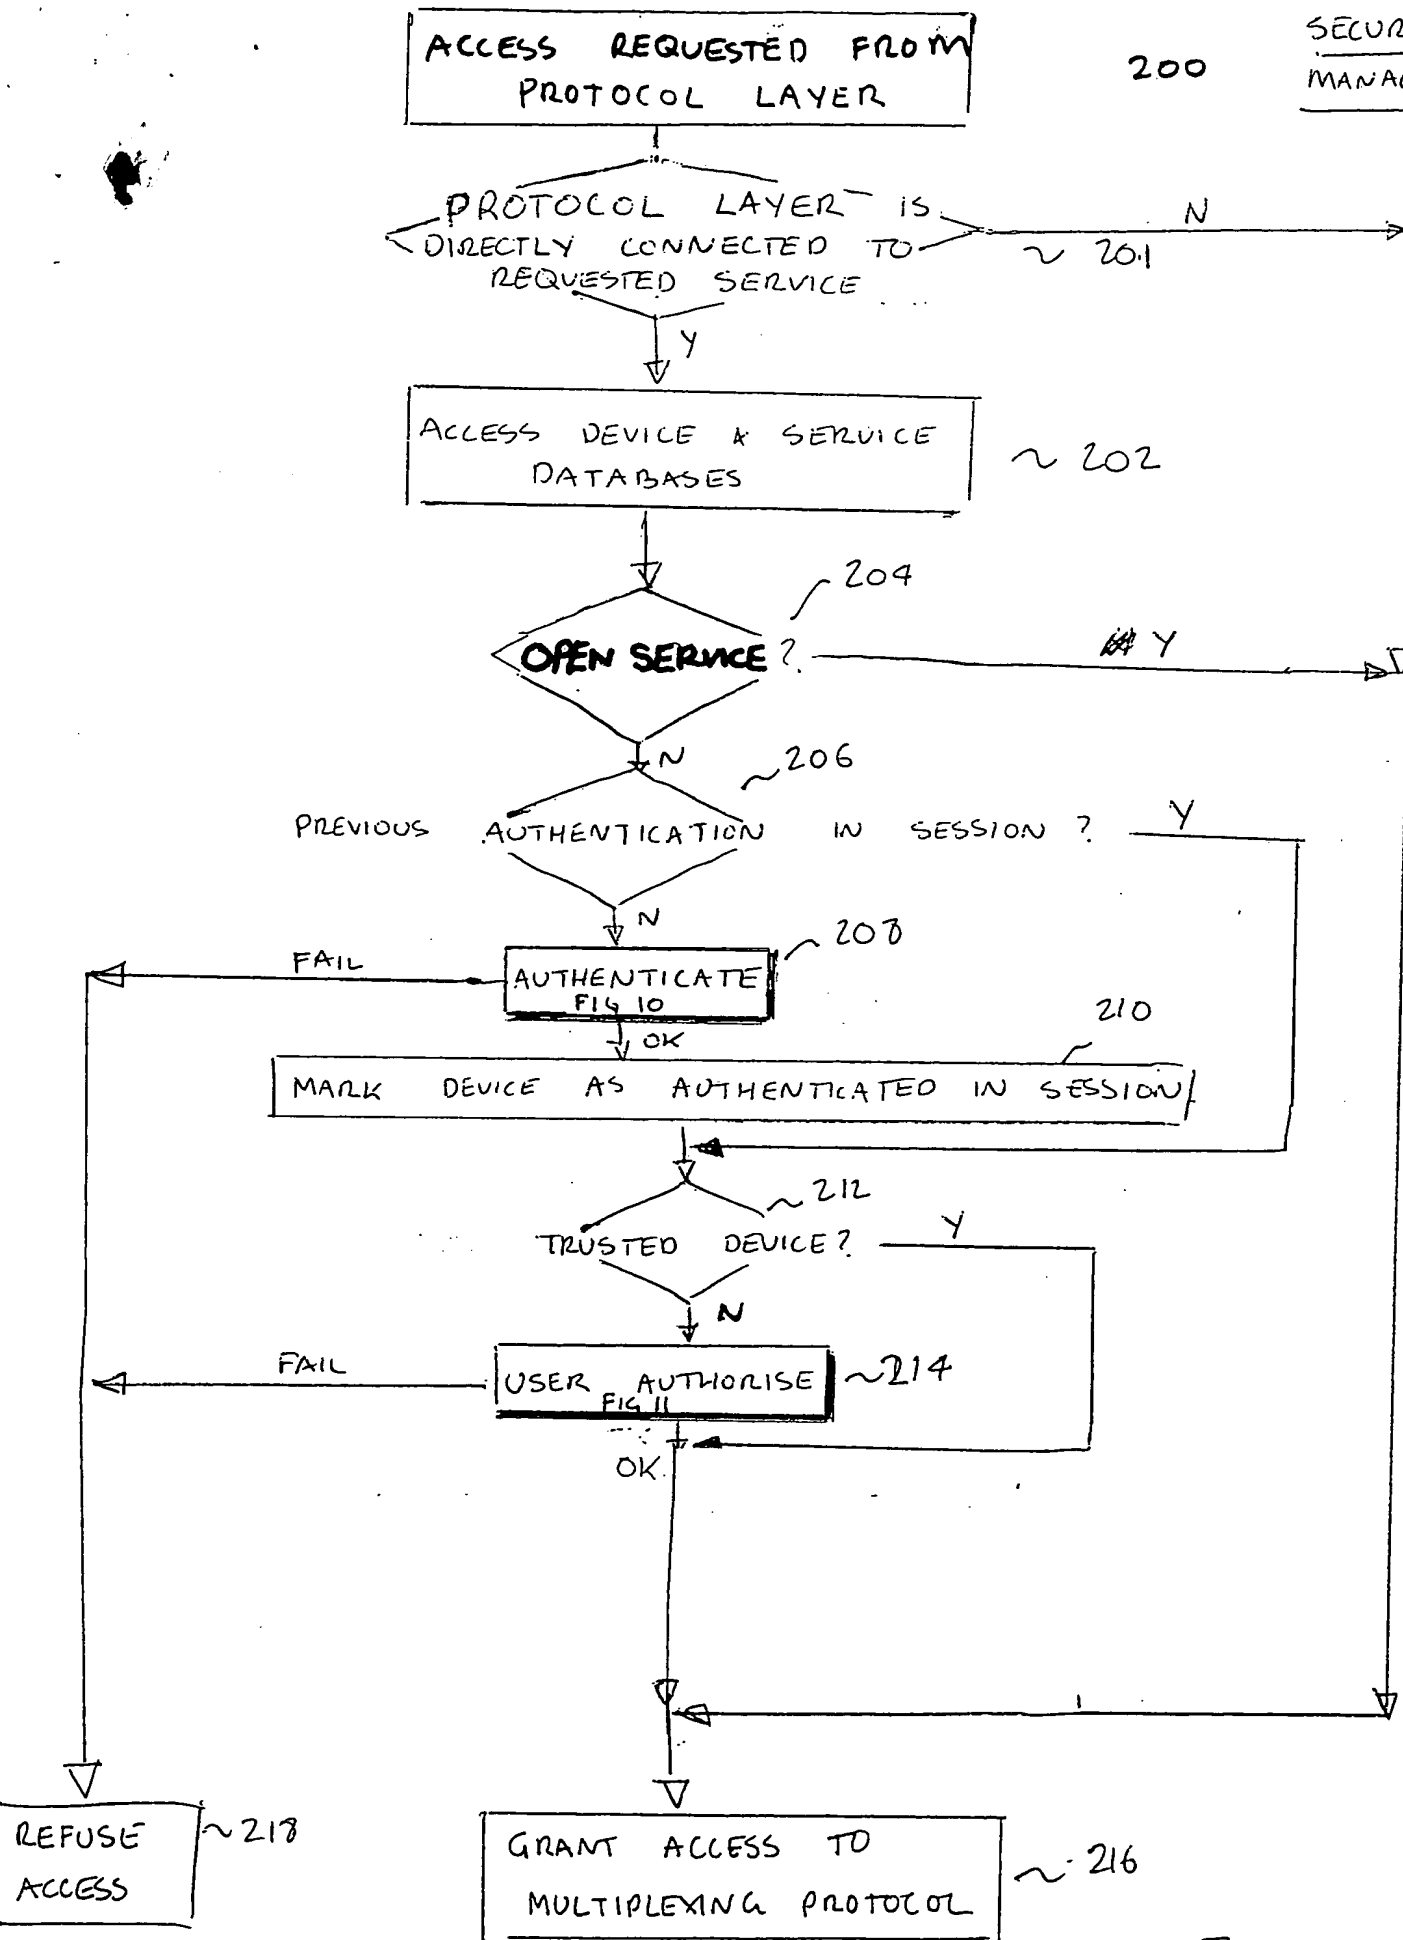 ACCESS REQUESTED FROM
PROTOCOL LAYER
200
PROTOCOL LAYER IS
DIRECTLY CONNECTED TO
REQUESTED SERVICE
N
~ 201
Y
ACCESS DEVICE & SERVICE
DATABASES
~ 202
204
OPEN SERVICE ?
Y
N
~ 206
PREVIOUS AUTHENTICATION IN SESSION ?
Y
N
208
FAIL
AUTHENTICATE
FIG 10
OK
210
MARK DEVICE AS AUTHENTICATED IN SESSION
~ 212
TRUSTED DEVICE ?
Y
N
FAIL
USER AUTHORISE
FIG 11
~ 214
OK
REFUSE
ACCESS
~ 218
GRANT ACCESS TO
MULTIPLEXING PROTOCOL
~ 216